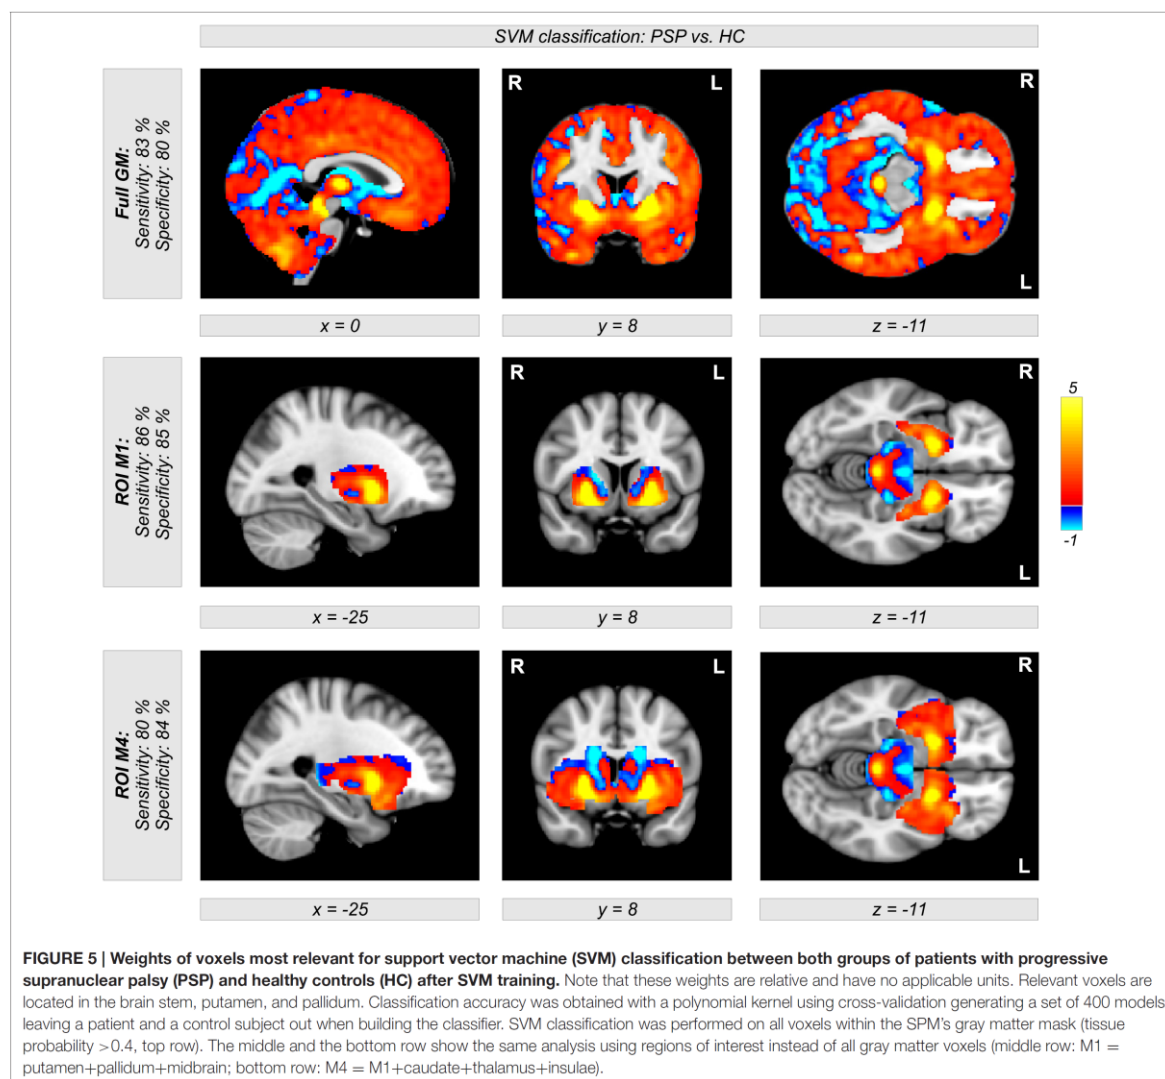 SVM classification: PSP vs. HC
Full GM:
Sensitivity: 83 %
Specificity: 80 %
R
L
R
L
x = 0
y = 8
z = -11
ROI M1:
Sensitivity: 86 %
Specificity: 85 %
R
L
R
L
5
-1
x = -25
y = 8
z = -11
ROI M4:
Sensitivity: 80 %
Specificity: 84 %
R
L
R
L
x = -25
y = 8
z = -11
FIGURE 5 | Weights of voxels most relevant for support vector machine (SVM) classification between both groups of patients with progressive
supranuclear palsy (PSP) and healthy controls (HC) after SVM training. Note that these weights are relative and have no applicable units. Relevant voxels are
located in the brain stem, putamen, and pallidum. Classification accuracy was obtained with a polynomial kernel using cross-validation generating a set of 400 models
leaving a patient and a control subject out when building the classifier. SVM classification was performed on all voxels within the SPM's gray matter mask (tissue
probability >0.4, top row). The middle and the bottom row show the same analysis using regions of interest instead of all gray matter voxels (middle row: M1 =
putamen+pallidum+midbrain; bottom row: M4 = M1+caudate+thalamus+insulae).